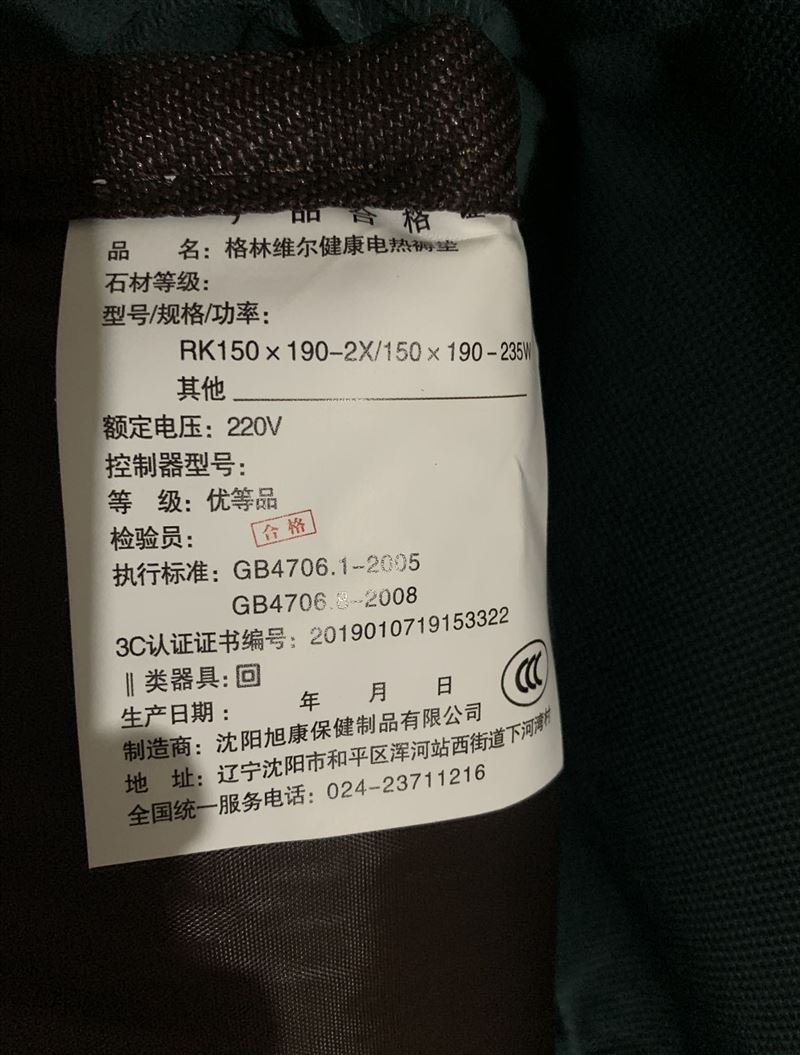 产品合格证
品 名：格林维尔健康电热褥垫
石材等级：
型号/规格/功率：
RK150×190-2X/150×190-235W
其他
额定电压：220V
控制器型号：
等 级：优等品
检验员：
合格
执行标准：GB4706.1-2005
GB4706.8-2008
3C认证证书编号：2019010719153322
Ⅱ类器具：回
CCC
生产日期： 年 月 日
制造商：沈阳旭康保健制品有限公司
地 址：辽宁沈阳市和平区浑河站西街道下河湾村
全国统一服务电话：024-23711216